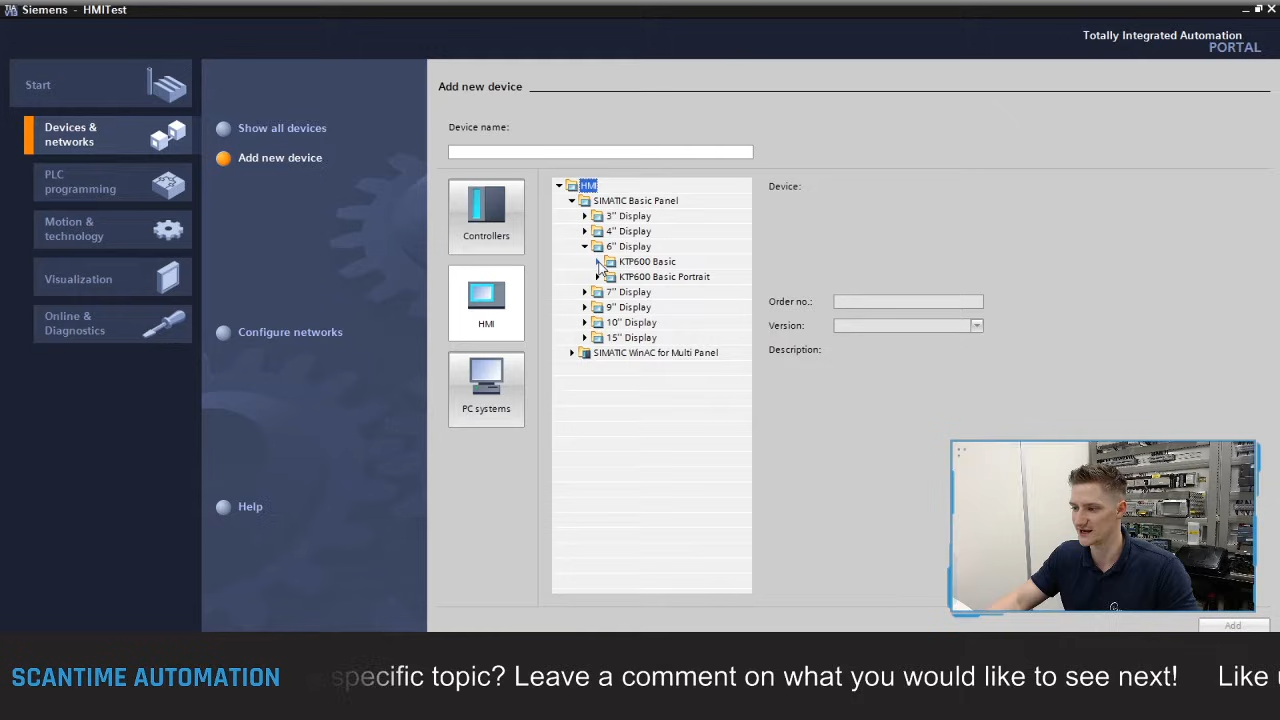 Siemens - HMITest
Totally Integrated Automation
PORTAL
Start
Devices &
networks
PLC
programming
Motion &
technology
Visualization
Online &
Diagnostics
Show all devices
Add new device
Configure networks
Help
Add new device
Device name:
Controllers
HMI
PC systems
HMI
SIMATIC Basic Panel
3" Display
4" Display
6" Display
KTP600 Basic
KTP600 Basic Portrait
7" Display
9" Display
10" Display
15" Display
SIMATIC WinAC for Multi Panel
Device:
Order no.:
Version:
Description:
Add
SCANTIME AUTOMATION
specific topic? Leave a comment on what you would like to see next! Like